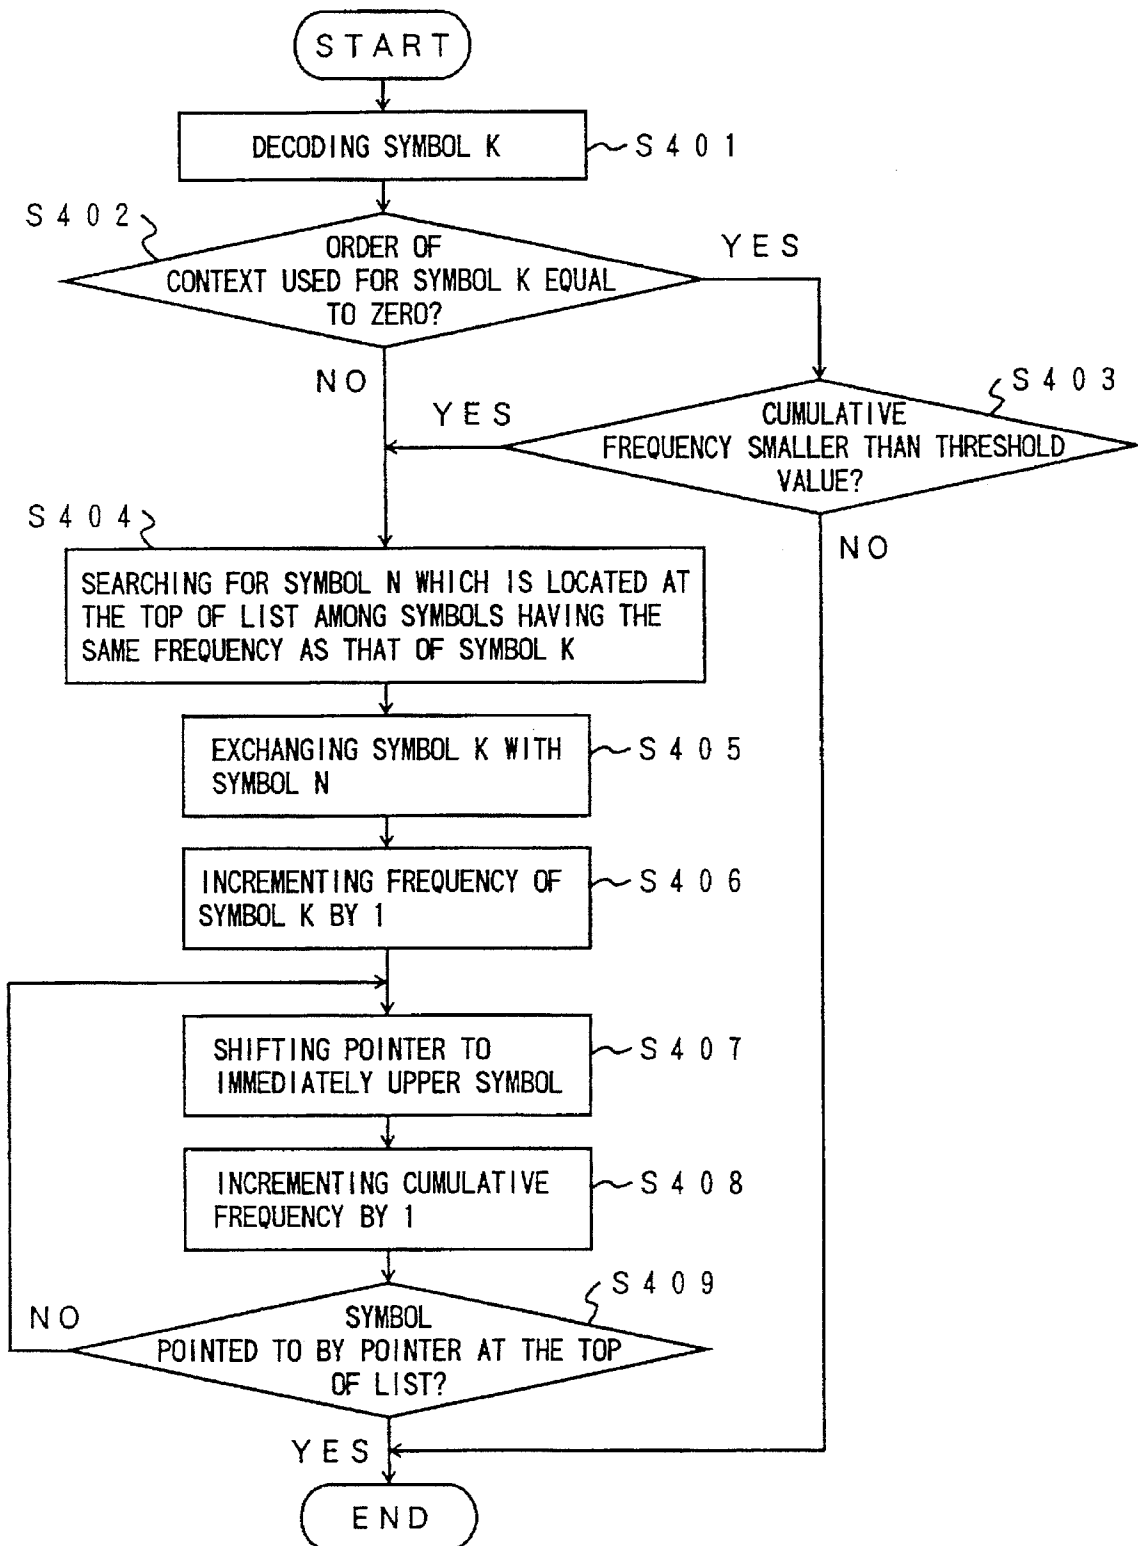 START
DECODING SYMBOL K
S401
S402
ORDER OF
CONTEXT USED FOR SYMBOL K EQUAL
TO ZERO?
YES
NO
S403
CUMULATIVE
FREQUENCY SMALLER THAN THRESHOLD
VALUE?
YES
NO
S404
SEARCHING FOR SYMBOL N WHICH IS LOCATED AT
THE TOP OF LIST AMONG SYMBOLS HAVING THE
SAME FREQUENCY AS THAT OF SYMBOL K
EXCHANGING SYMBOL K WITH
SYMBOL N
S405
INCREMENTING FREQUENCY OF
SYMBOL K BY 1
S406
SHIFTING POINTER TO
IMMEDIATELY UPPER SYMBOL
S407
INCREMENTING CUMULATIVE
FREQUENCY BY 1
S408
S409
SYMBOL
POINTED TO BY POINTER AT THE TOP
OF LIST?
NO
YES
END